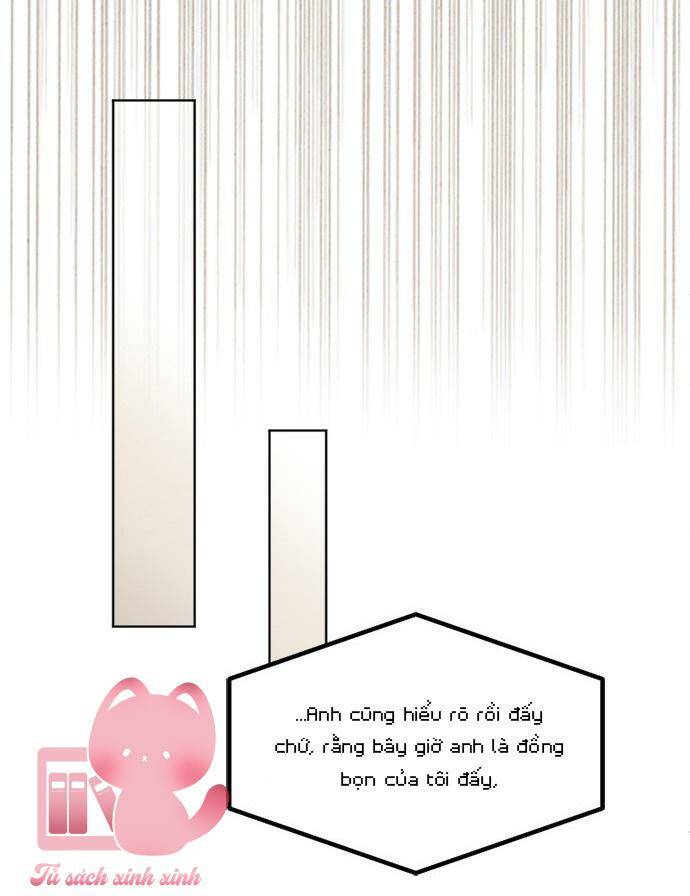 ...Anh cũng hiểu rõ rồi đấy
chứ, rằng bây giờ anh là đồng
bọn của tôi đấy,
Tủ sách xinh xinh